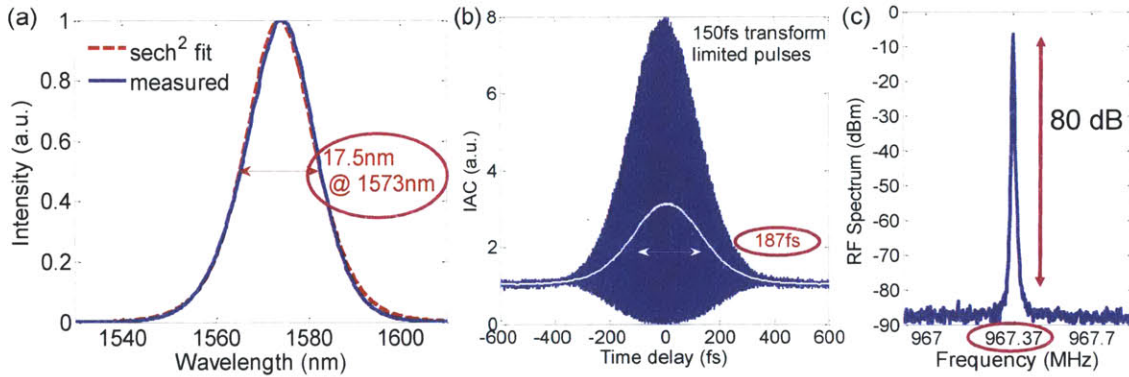 (a)
sech² fit
measured
17.5nm
@ 1573nm
Intensity (a.u.)
1
0.8
0.6
0.4
0.2
0
1540
1560
1580
1600
Wavelength (nm)
(b)
150fs transform
limited pulses
187fs
IAC (a.u.)
8
6
4
2
0
-600
-400
-200
0
200
400
600
Time delay (fs)
(c)
80 dB
RF Spectrum (dBm)
0
-10
-20
-30
-40
-50
-60
-70
-80
-90
967
967.37
967.7
Frequency (MHz)